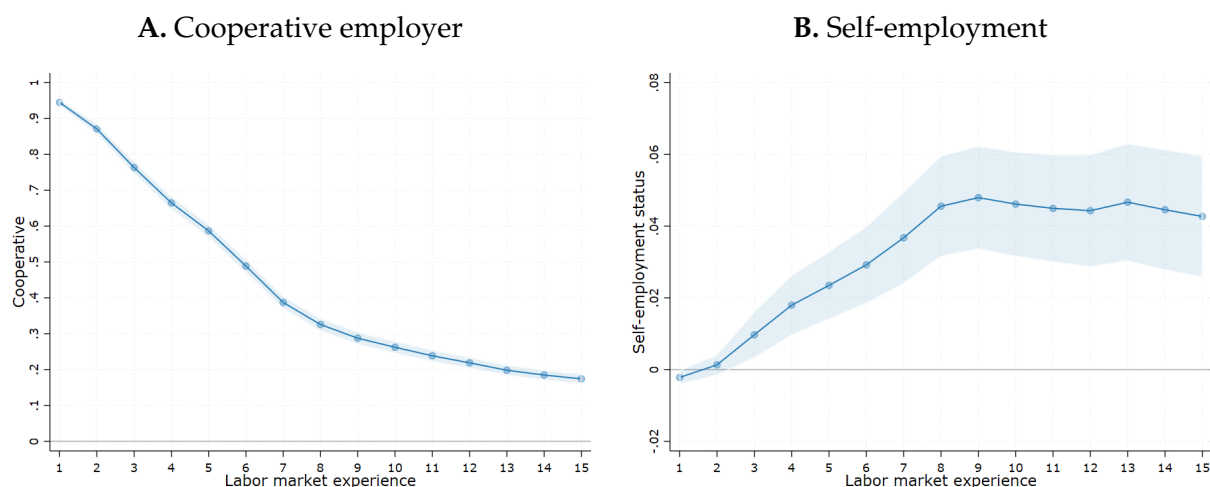 A. Cooperative employer
1
.9
.8
.7
.6
.5
.4
.3
.2
.1
0
Cooperative
1 2 3 4 5 6 7 8 9 10 11 12 13 14 15
Labor market experience
B. Self-employment
.08
.06
.04
.02
0
-.02
Self-employment status
1 2 3 4 5 6 7 8 9 10 11 12 13 14 15
Labor market experience